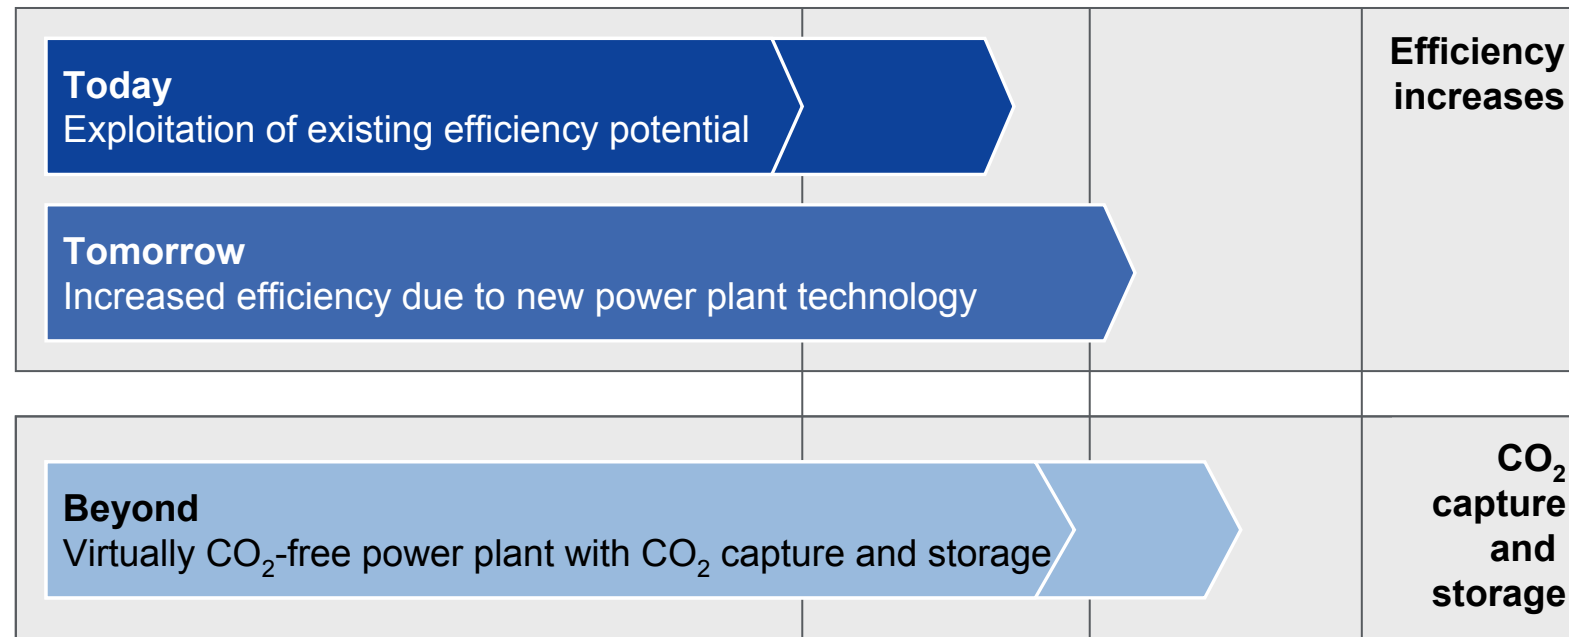 Today
Exploitation of existing efficiency potential
Efficiency
increases
Tomorrow
Increased efficiency due to new power plant technology
Beyond
Virtually CO₂-free power plant with CO₂ capture and storage
CO₂
capture
and
storage